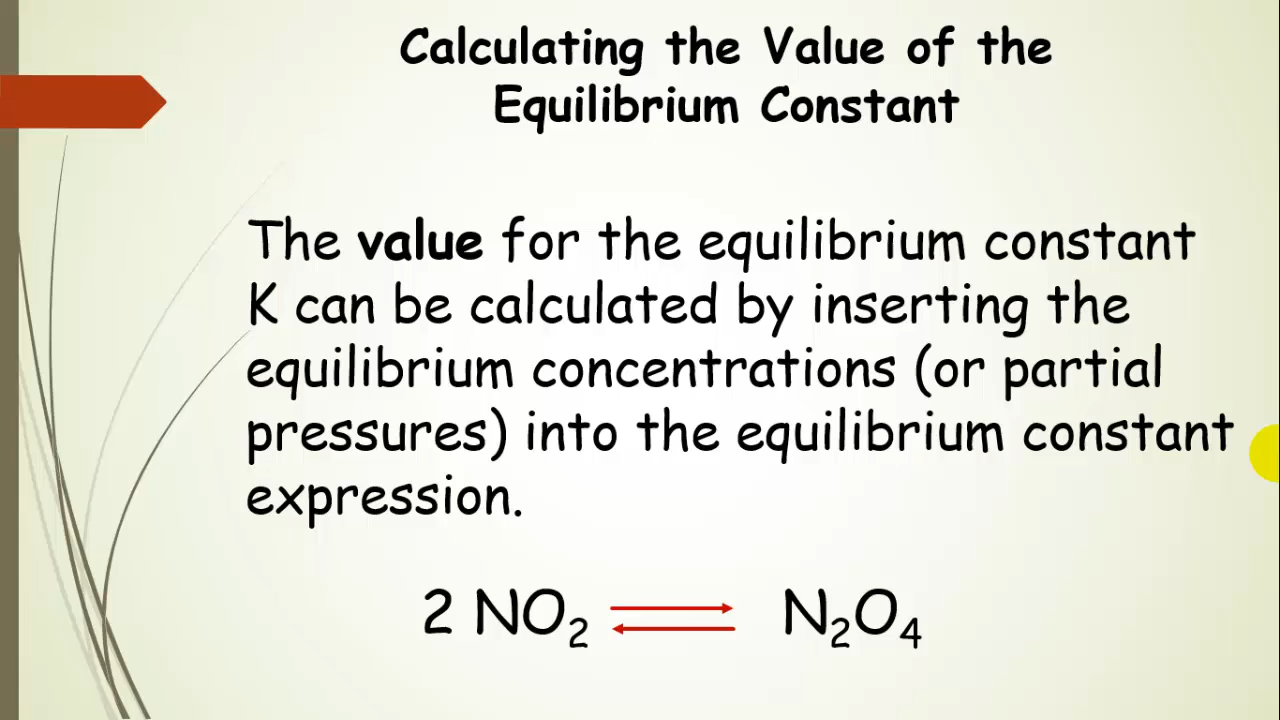 Calculating the Value of the
Equilibrium Constant
The value for the equilibrium constant
K can be calculated by inserting the
equilibrium concentrations (or partial
pressures) into the equilibrium constant
expression.
2 NO₂ ⇄ N₂O₄